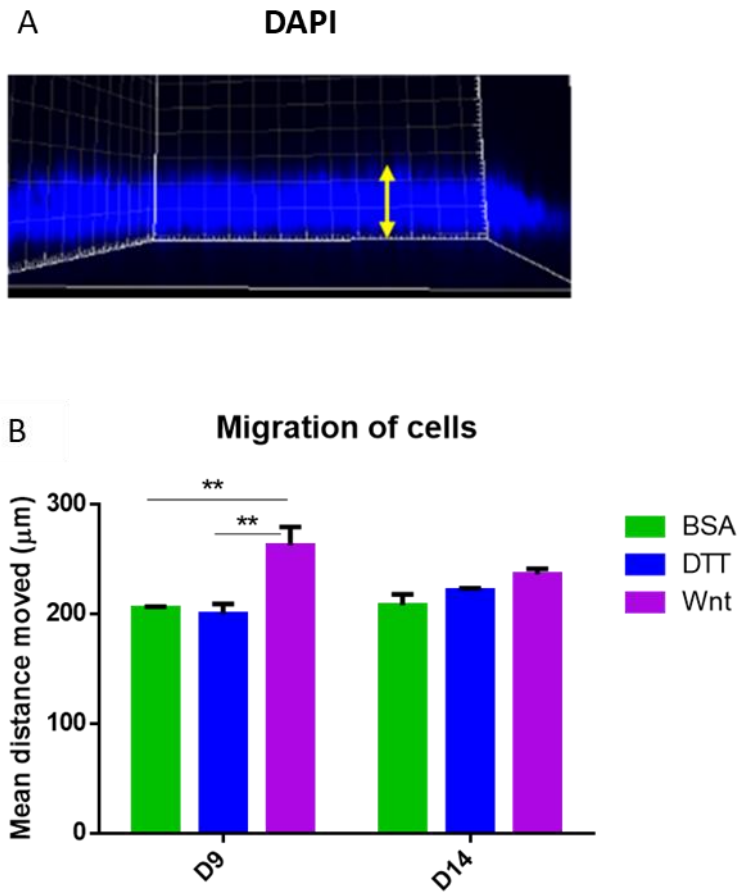 A
DAPI
B
Migration of cells
Mean distance moved (μm)
300
200
100
0
**
**
D9
D14
BSA
DTT
Wnt